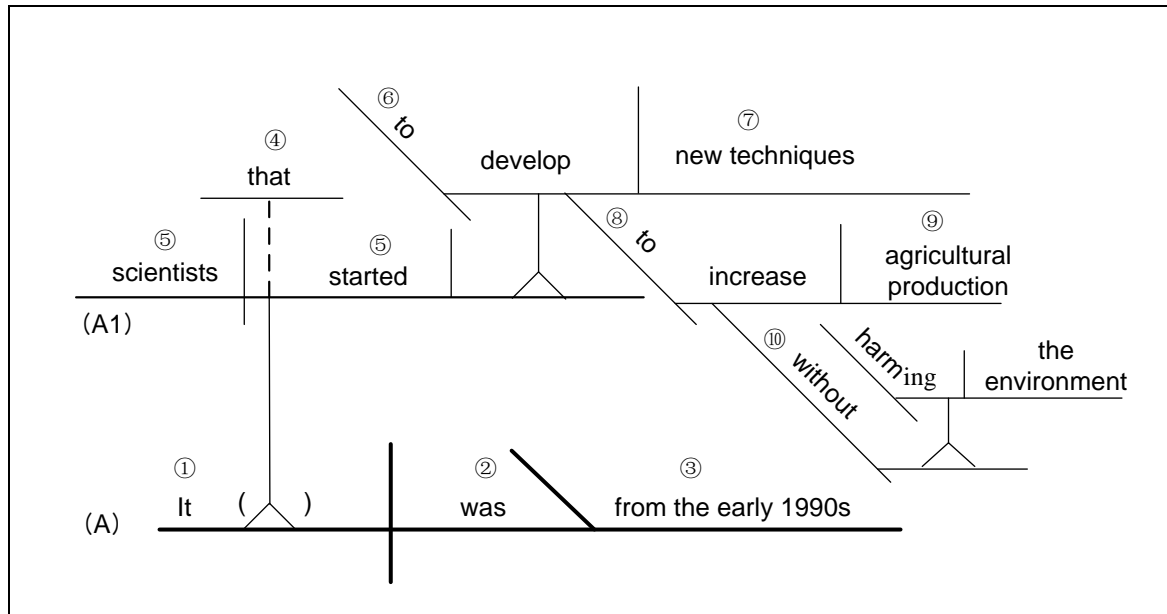 ⑥ to
⑦
④
develop
new techniques
that
⑧ to
⑨
⑤
⑤
scientists
started
increase
agricultural
production
(A1)
⑩ without
harming
the
environment
①
②
③
It
( )
was
from the early 1990s
(A)